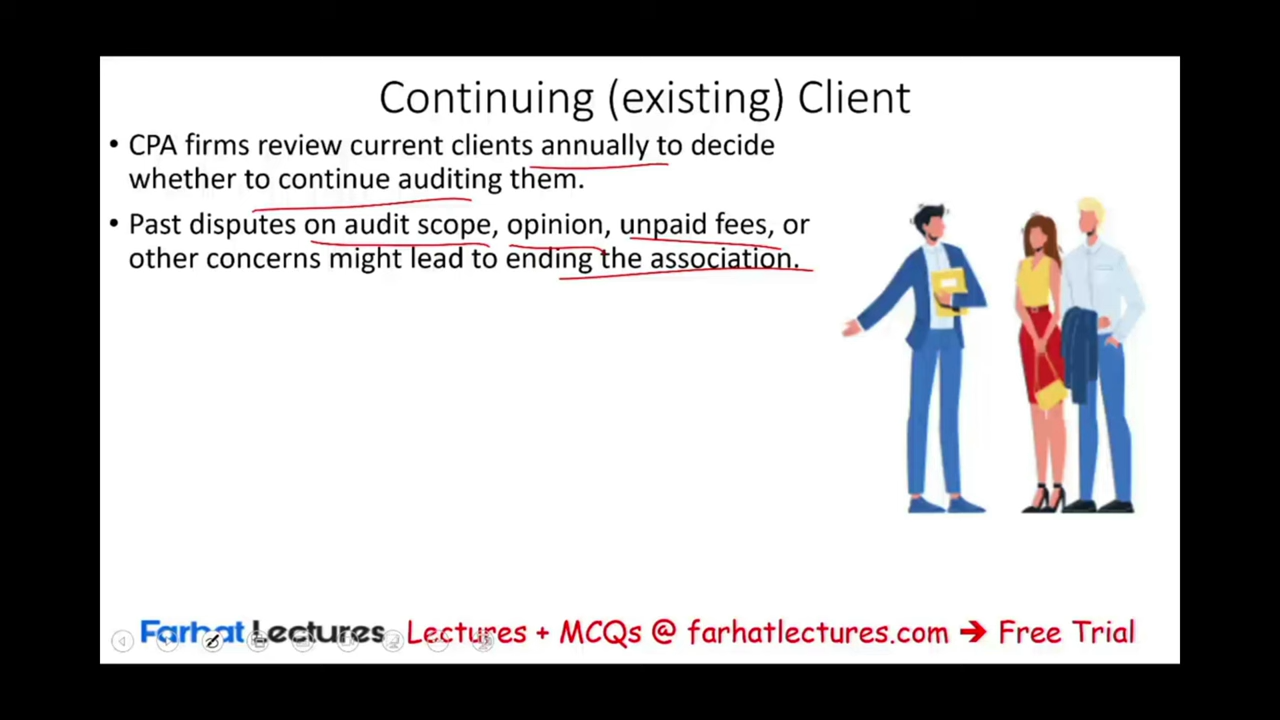 Continuing (existing) Client
• CPA firms review current clients annually to decide
whether to continue auditing them.
• Past disputes on audit scope, opinion, unpaid fees, or
other concerns might lead to ending the association.
Farhat Lectures Lectures + MCQs @ farhatlectures.com ➔ Free Trial